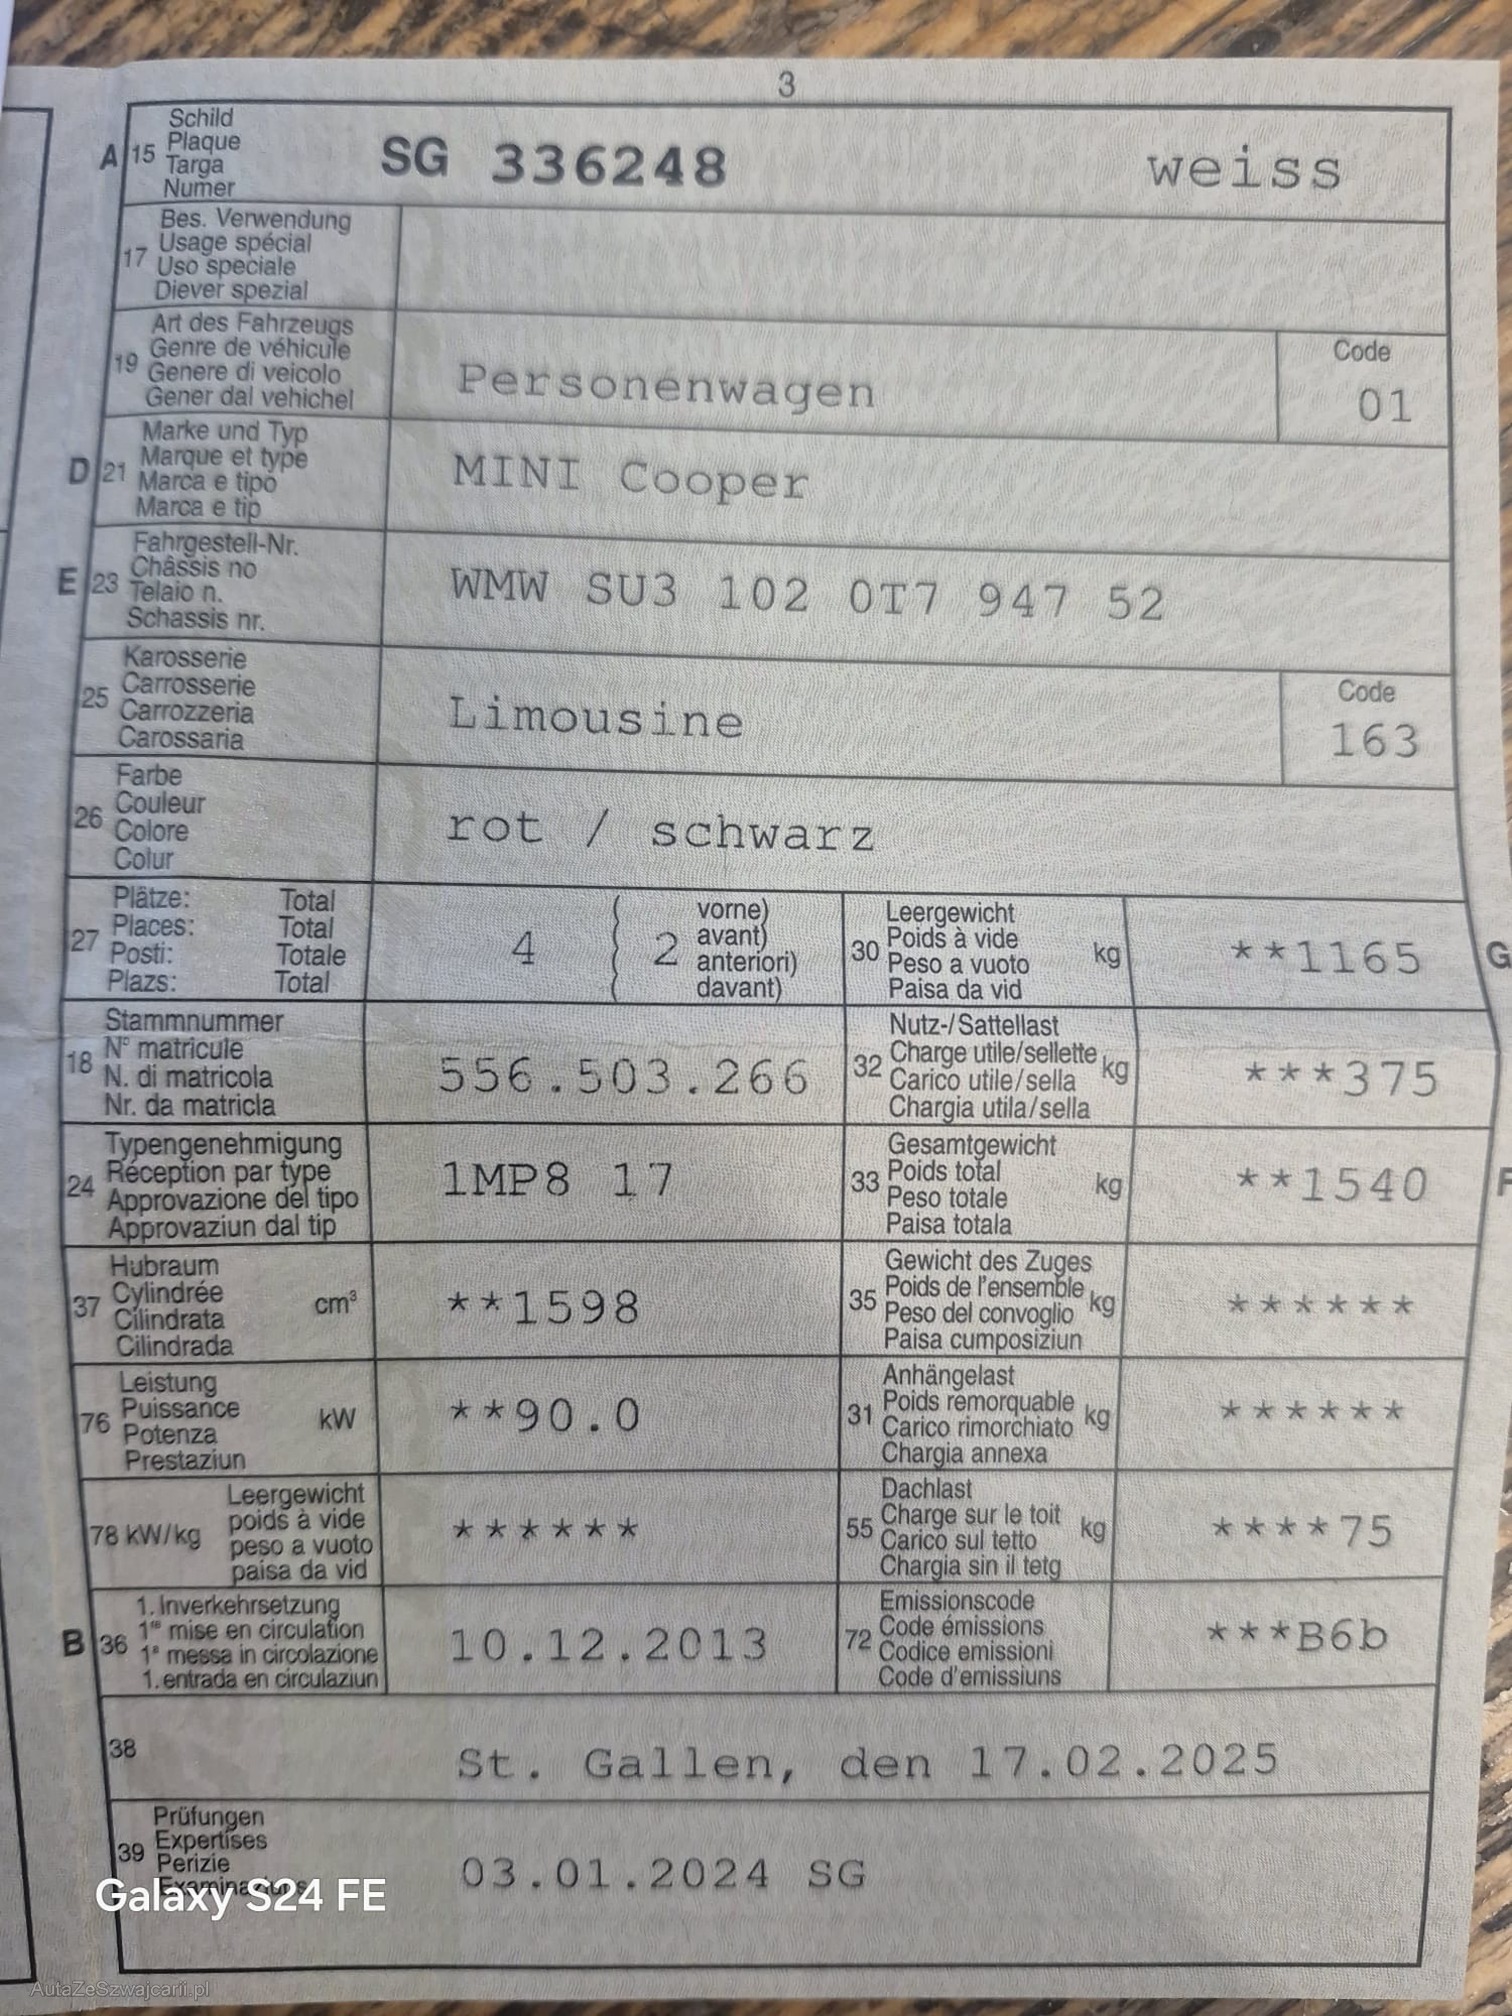 3
A 15 Schild
Plaque
Targa
Numer
SG 336248 weiss
17 Bes. Verwendung
Usage spécial
Uso speciale
Diever spezial
19 Art des Fahrzeugs
Genre de véhicule
Genere di veicolo
Gener dal vehichel
Personenwagen
Code
01
D 21 Marke und Typ
Marque et type
Marca e tipo
Marca e tip
MINI Cooper
E 23 Fahrgestell-Nr.
Châssis no
Telaio n.
Schassis nr.
WMW SU3 102 0T7 947 52
25 Karosserie
Carrosserie
Carrozzeria
Carossaria
Limousine
Code
163
26 Farbe
Couleur
Colore
Colur
rot / schwarz
27 Plätze: Total
Places: Total
Posti: Totale
Plazs: Total
4 ( 2 vorne)
avant)
anteriori)
davant)
30 Leergewicht
Poids à vide
Peso a vuoto
Paisa da vid
kg
**1165
G
18 Stammnummer
N° matricule
N. di matricola
Nr. da matricla
556.503.266
32 Nutz-/Sattellast
Charge utile/sellette
Carico utile/sella
Chargia utila/sella
kg
***375
24 Typengenehmigung
Réception par type
Approvazione del tipo
Approvaziun dal tip
1MP8 17
33 Gesamtgewicht
Poids total
Peso totale
Paisa totala
kg
**1540
F
37 Hubraum
Cylindrée
Cilindrata
Cilindrada
cm³
**1598
35 Gewicht des Zuges
Poids de l'ensemble
Peso del convoglio
Paisa cumposiziun
kg
******
76 Leistung
Puissance
Potenza
Prestaziun
kW
**90.0
31 Anhängelast
Poids remorquable
Carico rimorchiato
Chargia annexa
kg
******
78 kW/kg Leergewicht
poids à vide
peso a vuoto
paisa da vid
******
55 Dachlast
Charge sur le toit
Carico sul tetto
Chargia sin il tetg
kg
****75
B 36 1. Inverkehrsetzung
1re mise en circulation
1a messa in circolazione
1. entrada en circulaziun
10.12.2013
72 Emissionscode
Code émissions
Codice emissioni
Code d'emissiuns
***B6b
38
St. Gallen, den 17.02.2025
39 Prüfungen
Expertises
Perizie
Examinaziuns
03.01.2024 SG
Galaxy S24 FE
AutaZeSzwajcarii.pl